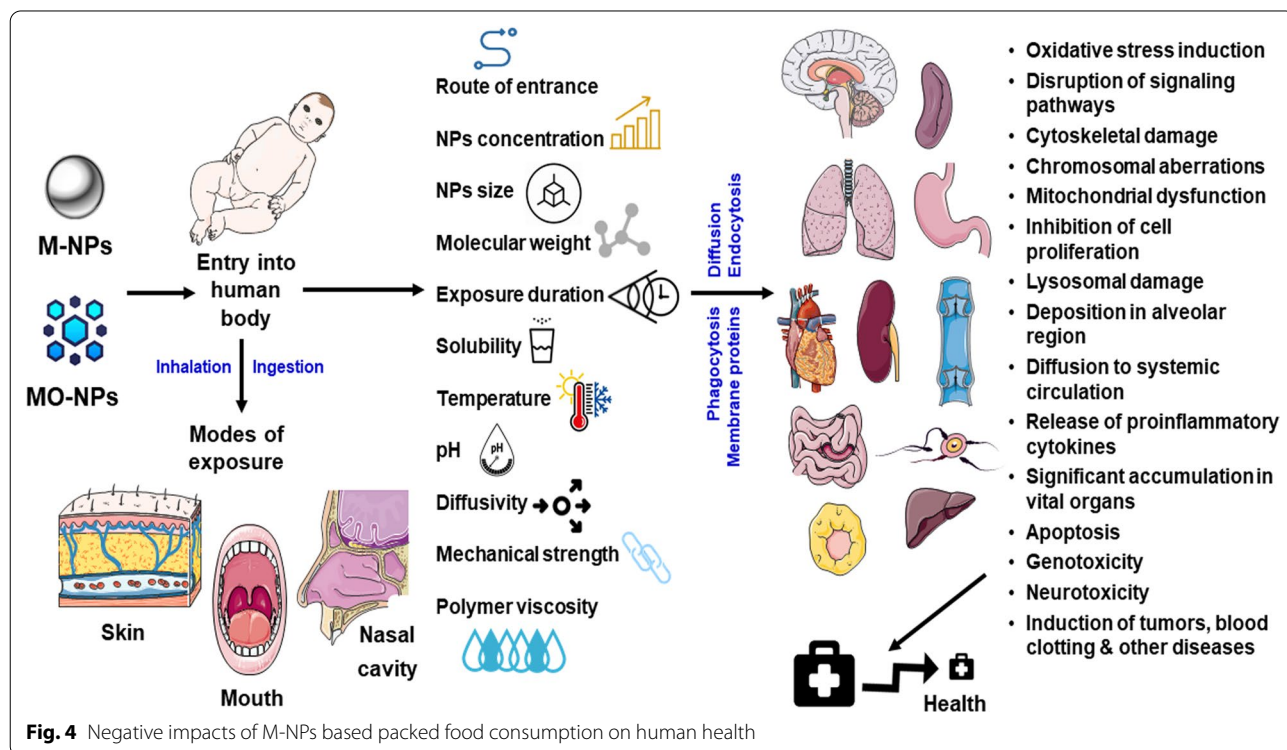 M-NPs
MO-NPs
Entry into
human
body
Inhalation
Ingestion
Modes of
exposure
Skin
Mouth
Nasal
cavity
Route of entrance
NPs concentration
NPs size
Molecular weight
Exposure duration
Solubility
Temperature
pH
pH
Diffusivity
Mechanical strength
Polymer viscosity
Diffusion
Endocytosis
Phagocytosis
Membrane proteins
• Oxidative stress induction
• Disruption of signaling
pathways
• Cytoskeletal damage
• Chromosomal aberrations
• Mitochondrial dysfunction
• Inhibition of cell
proliferation
• Lysosomal damage
• Deposition in alveolar
region
• Diffusion to systemic
circulation
• Release of proinflammatory
cytokines
• Significant accumulation in
vital organs
• Apoptosis
• Genotoxicity
• Neurotoxicity
• Induction of tumors, blood
clotting & other diseases
Health
Fig. 4 Negative impacts of M-NPs based packed food consumption on human health